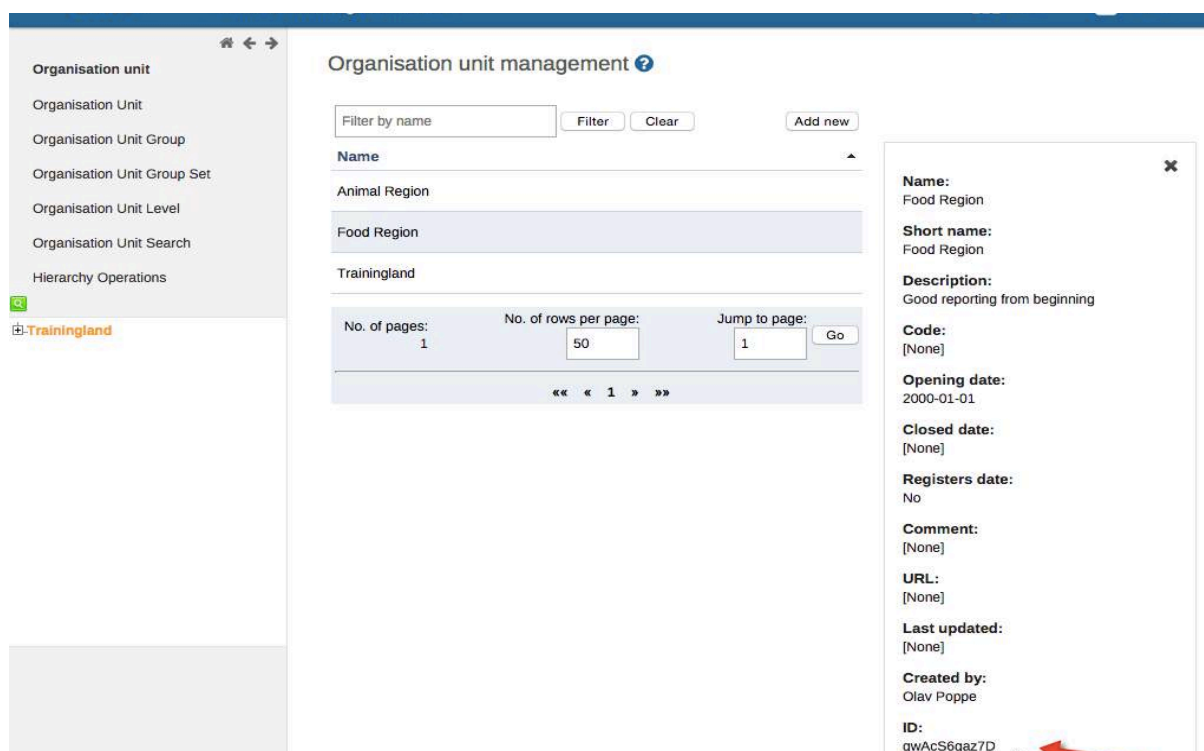 Organisation unit
Organisation Unit
Organisation Unit Group
Organisation Unit Group Set
Organisation Unit Level
Organisation Unit Search
Hierarchy Operations
Trainingland
Organisation unit management
Filter by name Filter Clear Add new
Name
Animal Region
Food Region
Trainingland
No. of pages: No. of rows per page: Jump to page:
1 50 1 Go
«« « 1 » »»
Name:
Food Region
Short name:
Food Region
Description:
Good reporting from beginning
Code:
[None]
Opening date:
2000-01-01
Closed date:
[None]
Registers date:
No
Comment:
[None]
URL:
[None]
Last updated:
[None]
Created by:
Olav Poppe
ID: